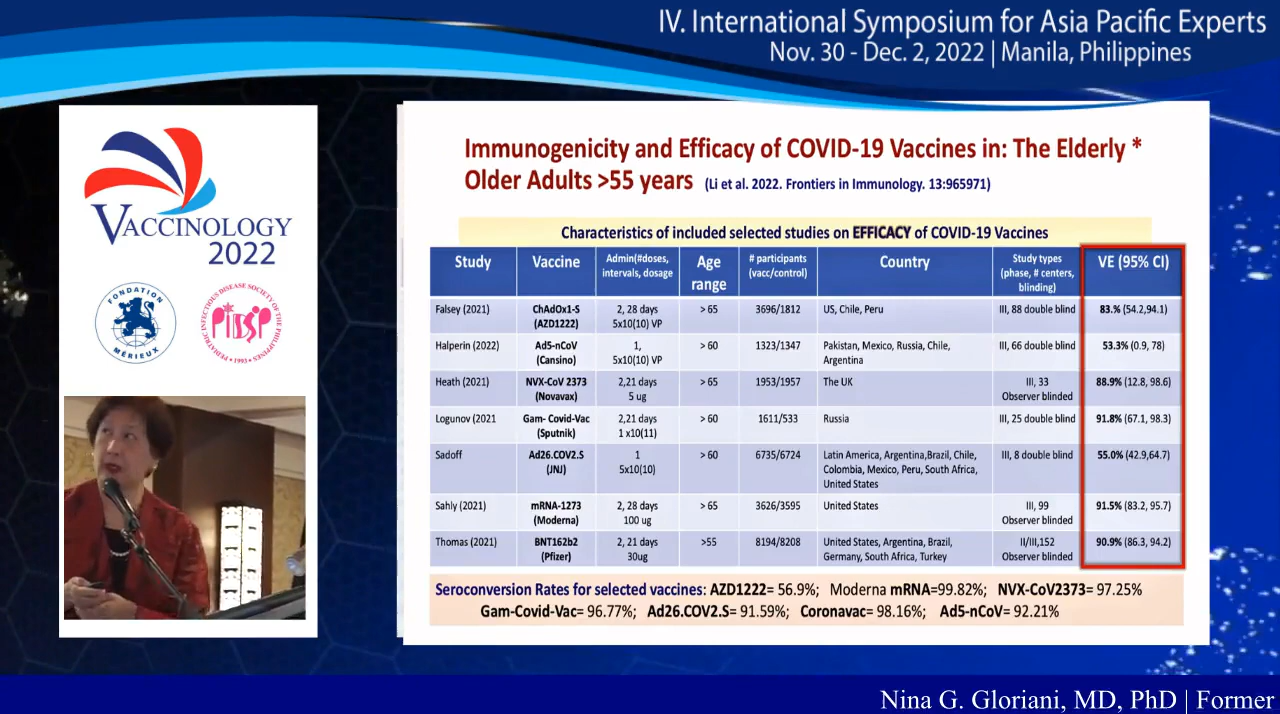 IV. International Symposium for Asia Pacific Experts
Nov. 30 - Dec. 2, 2022 | Manila, Philippines
VACCINOLOGY
2022
FONDATION
MÉRIEUX
PEDIATRIC INFECTIOUS DISEASE SOCIETY OF THE PHILIPPINES
PIDSP
• 1993 •
Immunogenicity and Efficacy of COVID-19 Vaccines in: The Elderly *
Older Adults >55 years (Li et al. 2022. Frontiers in Immunology. 13:965971)
Characteristics of included selected studies on EFFICACY of COVID-19 Vaccines
Study Vaccine Admin(#doses, intervals, dosage Age range # participants (vacc/control) Country Study types (phase, # centers, blinding) VE (95% CI)
Falsey (2021) ChAdOx1-S (AZD1222) 2, 28 days 5x10(10) VP > 65 3696/1812 US, Chile, Peru III, 88 double blind 83.% (54.2,94.1)
Halperin (2022) Ad5-nCoV (Cansino) 1, 5x10(10) VP > 60 1323/1347 Pakistan, Mexico, Russia, Chile, Argentina III, 66 double blind 53.3% (0.9, 78)
Heath (2021) NVX-CoV 2373 (Novavax) 2,21 days 5 ug > 65 1953/1957 The UK III, 33 Observer blinded 88.9% (12.8, 98.6)
Logunov (2021 Gam- Covid-Vac (Sputnik) 2,21 days 1 x10(11) > 60 1611/533 Russia III, 25 double blind 91.8% (67.1, 98.3)
Sadoff Ad26.COV2.S (JNJ) 1 5x10(10) > 60 6735/6724 Latin America, Argentina,Brazil, Chile, Colombia, Mexico, Peru, South Africa, United States III, 8 double blind 55.0% (42.9,64.7)
Sahly (2021) mRNA-1273 (Moderna) 2, 28 days 100 ug > 65 3626/3595 United States III, 99 Observer blinded 91.5% (83.2, 95.7)
Thomas (2021) BNT162b2 (Pfizer) 2, 21 days 30ug >55 8194/8208 United States, Argentina, Brazil, Germany, South Africa, Turkey II/III,152 Observer blinded 90.9% (86.3, 94.2)
Seroconversion Rates for selected vaccines: AZD1222= 56.9%; Moderna mRNA=99.82%; NVX-CoV2373= 97.25%
Gam-Covid-Vac= 96.77%; Ad26.COV2.S= 91.59%; Coronavac= 98.16%; Ad5-nCoV= 92.21%
Nina G. Gloriani, MD, PhD | Former